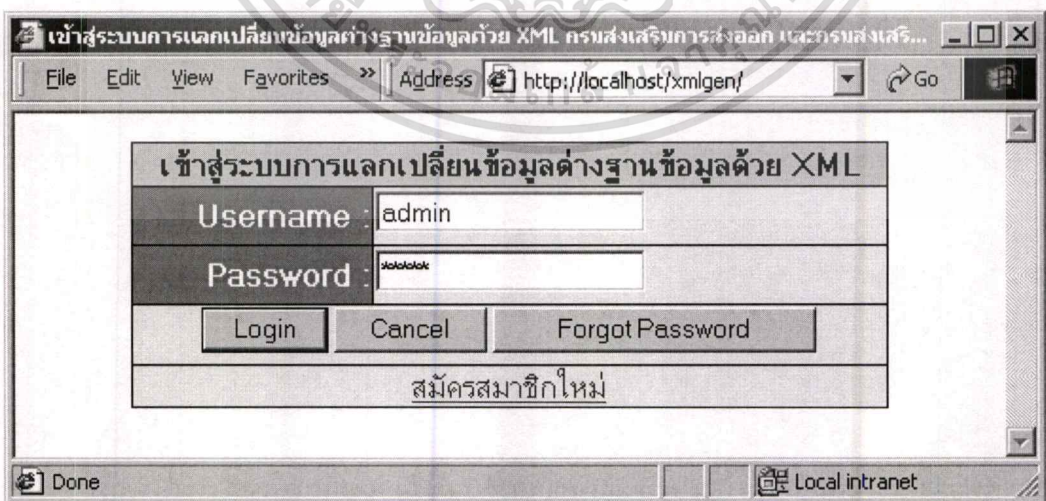 เข้าสู่ระบบการแลกเปลี่ยนข้อมูลต่างฐานข้อมูลด้วย XML กรมส่งเสริมการส่งออก และกรมส่งเสริ...
File Edit View Favorites » Address http://localhost/xmlgen/ Go
เข้าสู่ระบบการแลกเปลี่ยนข้อมูลต่างฐานข้อมูลด้วย XML
Username : admin
Password : *****
Login Cancel Forgot Password
สมัครสมาชิกใหม่
Done Local intranet